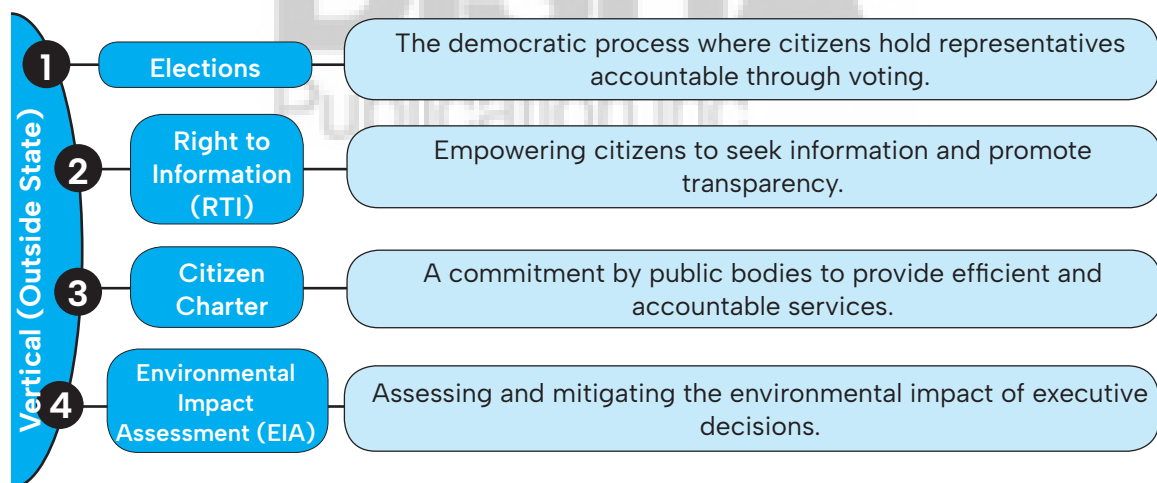 Vertical (Outside State)
1
Elections
The democratic process where citizens hold representatives
accountable through voting.
2
Right to
Information
(RTI)
Empowering citizens to seek information and promote
transparency.
3
Citizen
Charter
A commitment by public bodies to provide efficient and
accountable services.
4
Environmental
Impact
Assessment (EIA)
Assessing and mitigating the environmental impact of executive
decisions.
Publication Inc